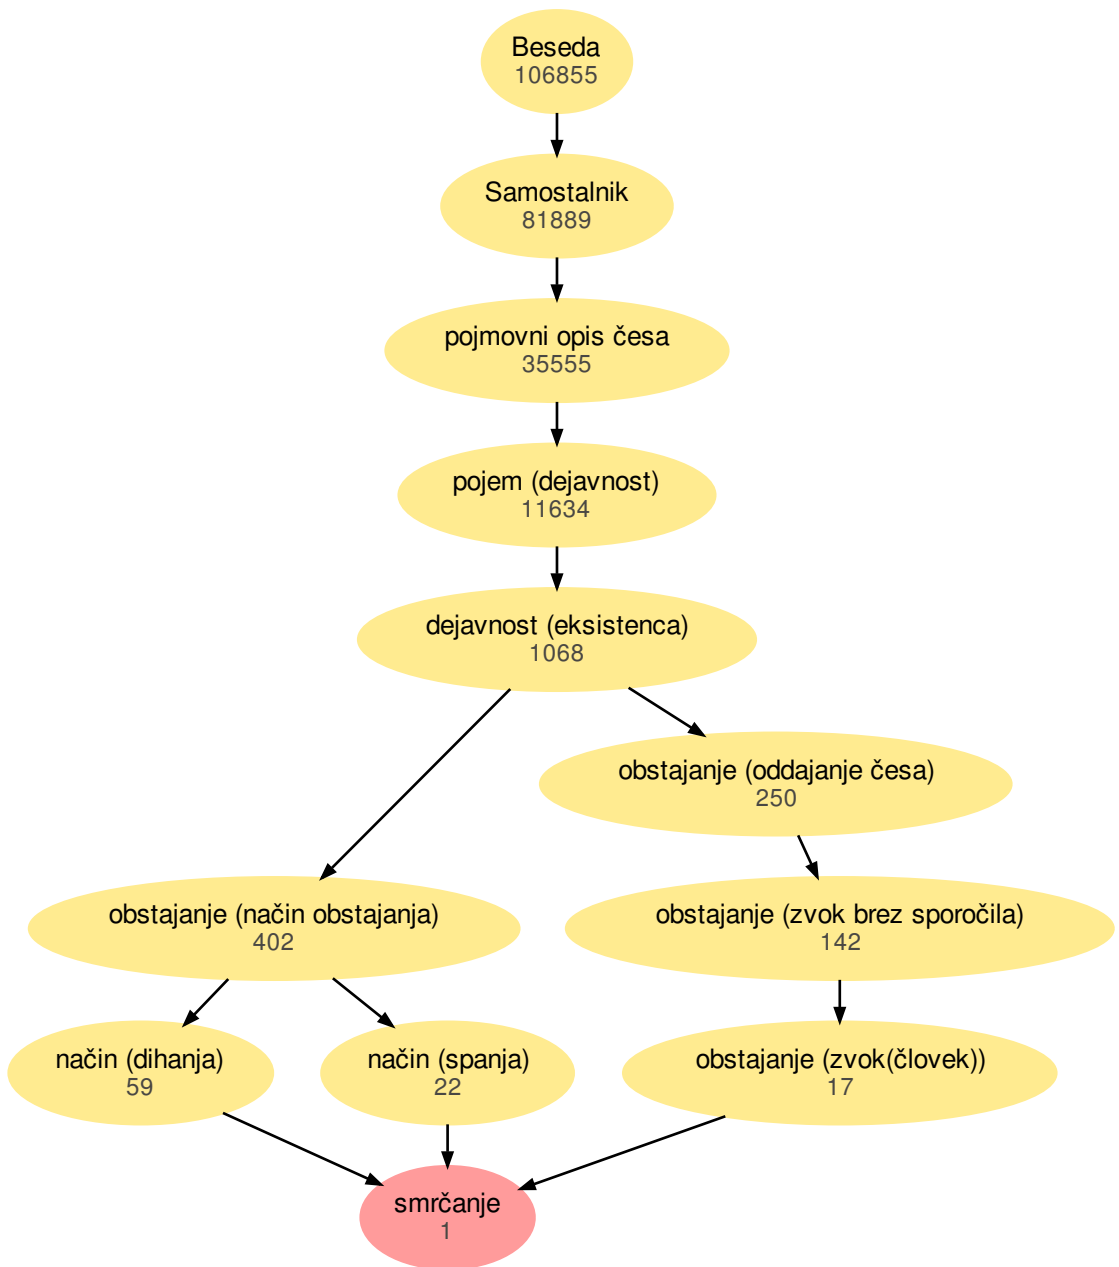 Beseda
106855
Samostalnik
81889
pojmovni opis česa
35555
pojem (dejavnost)
11634
dejavnost (eksistenca)
1068
obstajanje (oddajanje česa)
250
obstajanje (način obstajanja)
402
obstajanje (zvok brez sporočila)
142
način (dihanja)
59
način (spanja)
22
obstajanje (zvok(človek))
17
smrčanje
1